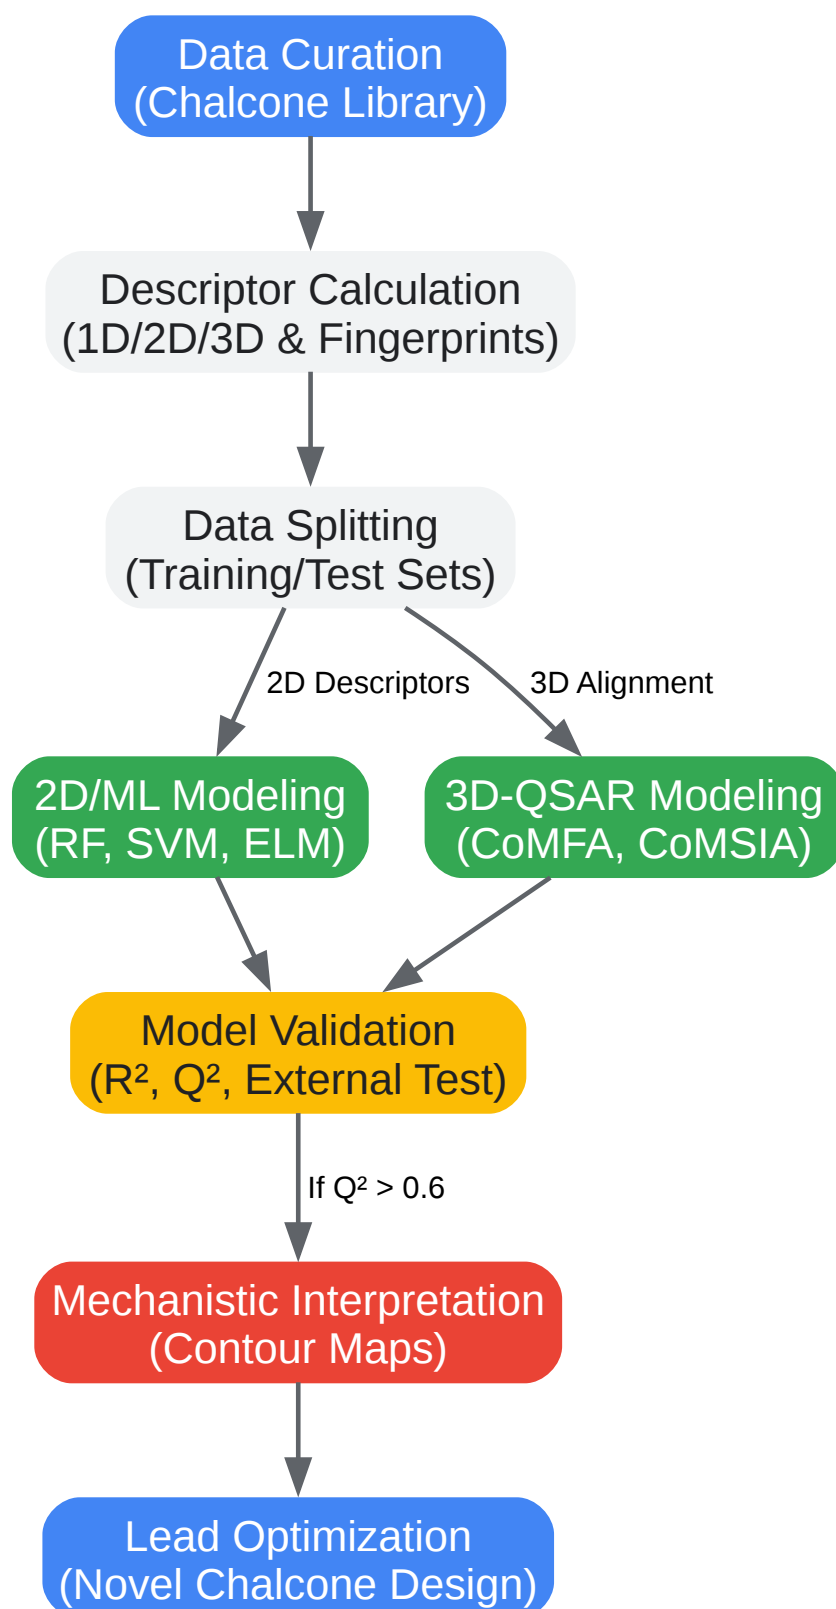 Data Curation
(Chalcone Library)
Descriptor Calculation
(1D/2D/3D & Fingerprints)
Data Splitting
(Training/Test Sets)
2D Descriptors
3D Alignment
2D/ML Modeling
(RF, SVM, ELM)
3D-QSAR Modeling
(CoMFA, CoMSIA)
Model Validation
(R², Q², External Test)
If Q² > 0.6
Mechanistic Interpretation
(Contour Maps)
Lead Optimization
(Novel Chalcone Design)